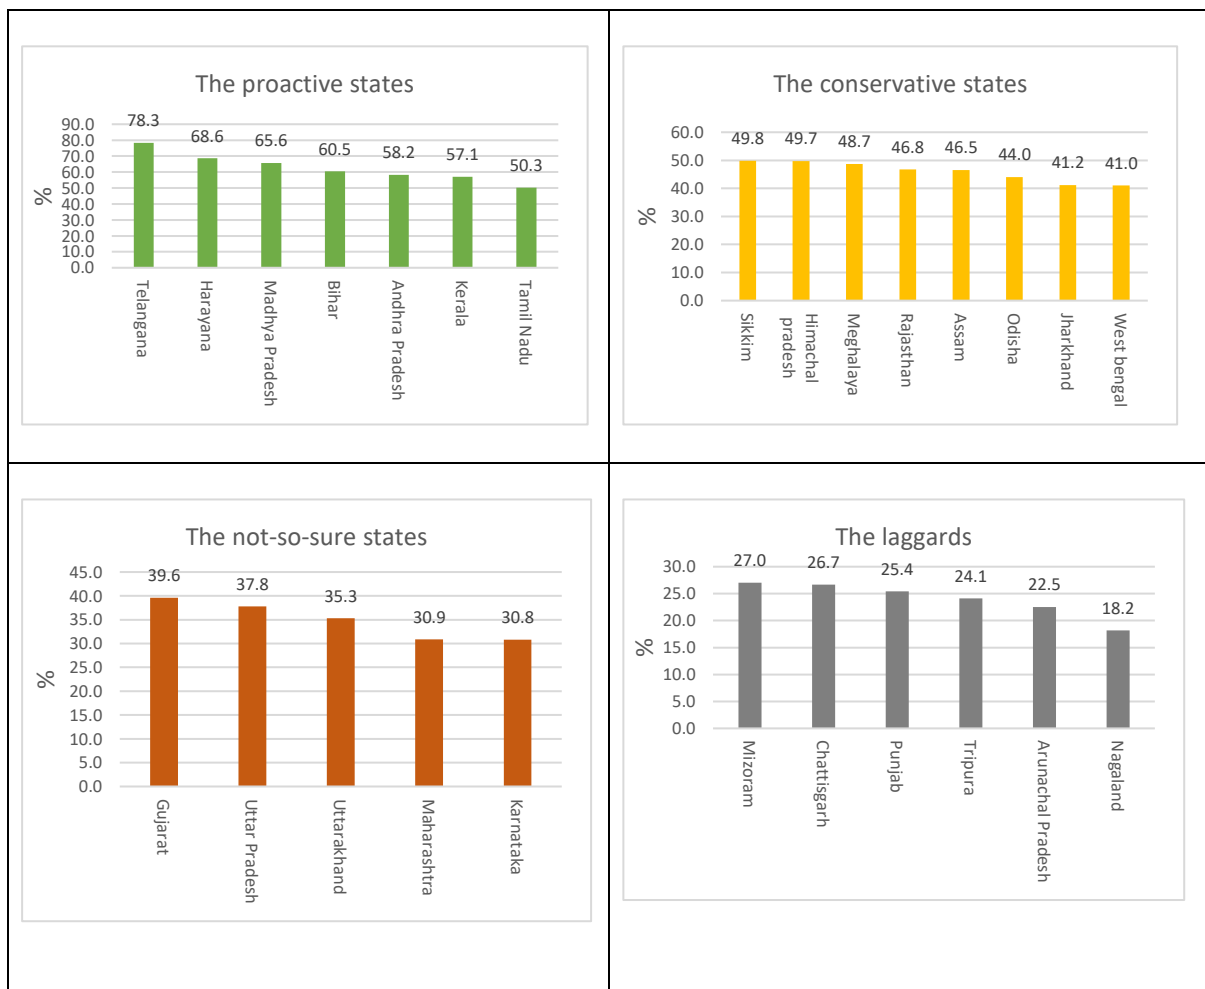 The proactive states
78.3 68.6 65.6 60.5 58.2 57.1 50.3
90.0
80.0
70.0
60.0
50.0
40.0
30.0
20.0
10.0
0.0
%
Telangana
Harayana
Madhya Pradesh
Bihar
Andhra Pradesh
Kerala
Tamil Nadu
The conservative states
49.8 49.7 48.7 46.8 46.5 44.0 41.2 41.0
60.0
50.0
40.0
30.0
20.0
10.0
0.0
%
Sikkim
Himachal
pradesh
Meghalaya
Rajasthan
Assam
Odisha
Jharkhand
West bengal
The not-so-sure states
39.6 37.8 35.3 30.9 30.8
45.0
40.0
35.0
30.0
25.0
20.0
15.0
10.0
5.0
0.0
%
Gujarat
Uttar Pradesh
Uttarakhand
Maharashtra
Karnataka
The laggards
27.0 26.7 25.4 24.1 22.5 18.2
30.0
25.0
20.0
15.0
10.0
5.0
0.0
%
Mizoram
Chattisgarh
Punjab
Tripura
Arunachal Pradesh
Nagaland